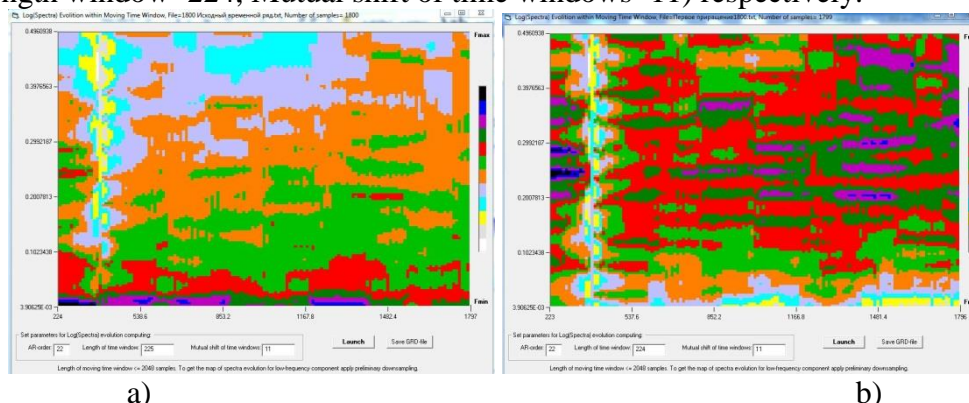 ngth window=224, Mutual shift of time windows=11) respectively.
Log(Spectra) Evolition within Moving Time Window, File=1800 Исходный временной ряд.txt, Number of samples= 1800
0.4960938
Fmax
0.3976563
0.2992187
0.2007813
0.1023438
3.90625E-03
Fmin
224 538.6 853.2 1167.8 1482.4 1797
Set parameters for Log(Spectra) evolution computing:
AR-order: 22 Length of time window: 225 Mutual shift of time windows: 11 Launch Save GRD-file
Length of moving time window <= 2048 samples. To get the map of spectra evolution for low-frequency component apply preliminary downsampling.
a)
Log(Spectra) Evolition within Moving Time Window, File=Первое приращение1800.txt, Number of samples= 1799
0.4960938
Fmax
0.3976563
0.2992187
0.2007813
0.1023438
3.90625E-03
Fmin
223 537.6 852.2 1166.8 1481.4 1796
Set parameters for Log(Spectra) evolution computing:
AR-order: 22 Length of time window: 224 Mutual shift of time windows: 11 Launch Save GRD-file
Length of moving time window <= 2048 samples. To get the map of spectra evolution for low-frequency component apply preliminary downsampling.
b)